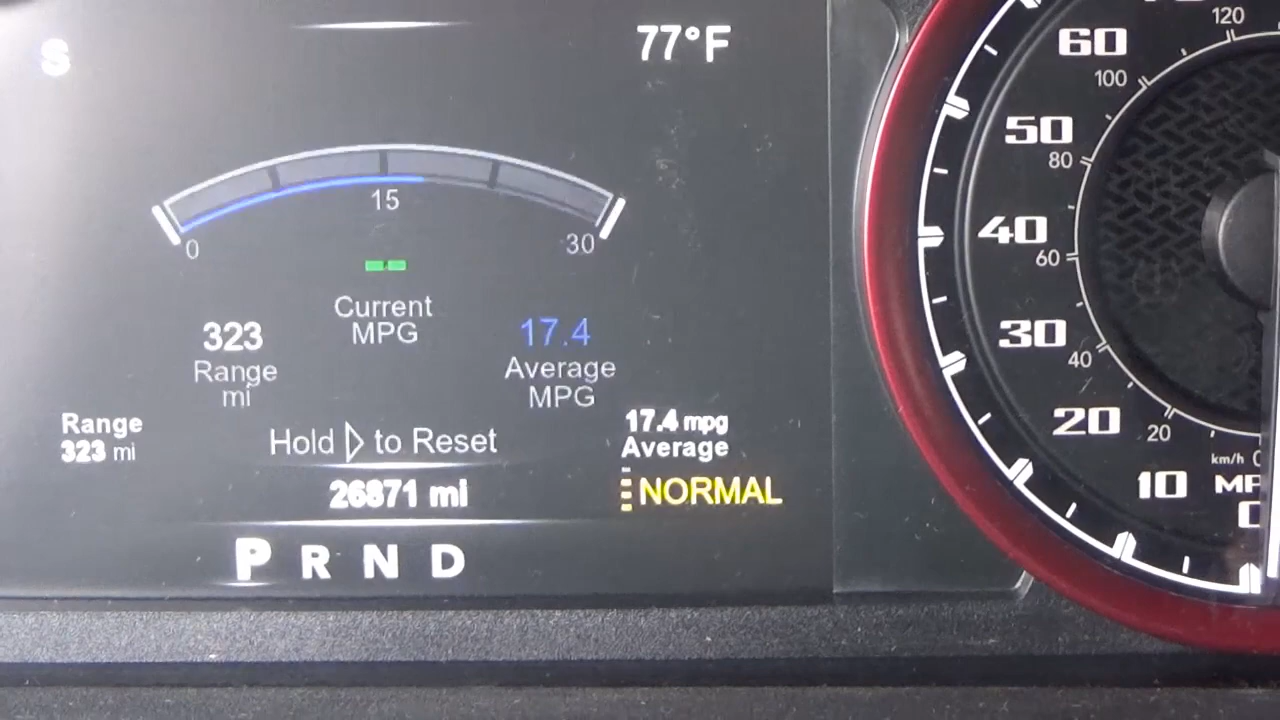 S
77°F
15
0
30
Current
MPG
323
Range
mi
17.4
Average
MPG
Range
323 mi
Hold ▷ to Reset
17.4 mpg
Average
26871 mi
NORMAL
P R N D
120
60
100
50
80
40
60
30
40
20
20
km/h
10
0